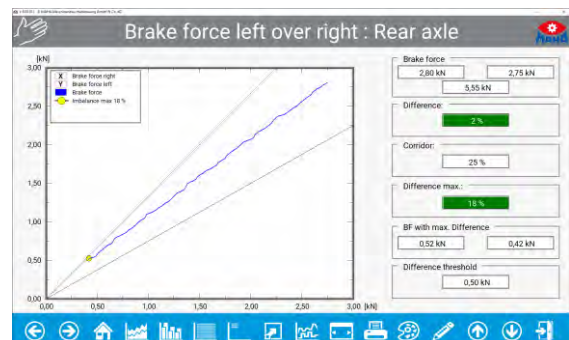 Brake force left over right : Rear axle
MAHA
[kN]
3,00
2,50
2,00
1,50
1,00
0,50
0,00
X Brake force right
Y Brake force left
Brake force
Imbalance max 18 %
0,00 0,50 1,00 1,50 2,00 2,50 3,00 [kN]
Brake force
2,80 kN 2,75 kN
5,55 kN
Difference:
2 %
Corridor:
25 %
Difference max.:
18 %
BF with max. Difference
0,52 kN 0,42 kN
Difference threshold
0,50 kN